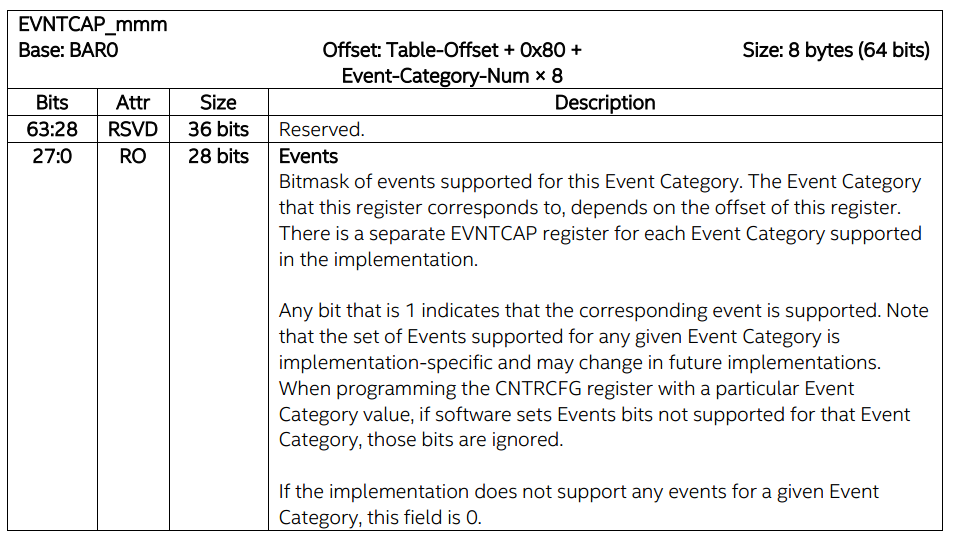 EVNTCAP_mmm
Base: BAR0 Offset: Table-Offset + 0x80 + Size: 8 bytes (64 bits)
Event-Category-Num × 8
Bits Attr Size Description
63:28 RSVD 36 bits Reserved.
27:0 RO 28 bits Events
Bitmask of events supported for this Event Category. The Event Category
that this register corresponds to, depends on the offset of this register.
There is a separate EVNTCAP register for each Event Category supported
in the implementation.
Any bit that is 1 indicates that the corresponding event is supported. Note
that the set of Events supported for any given Event Category is
implementation-specific and may change in future implementations.
When programming the CNTRCFG register with a particular Event
Category value, if software sets Events bits not supported for that Event
Category, those bits are ignored.
If the implementation does not support any events for a given Event
Category, this field is 0.